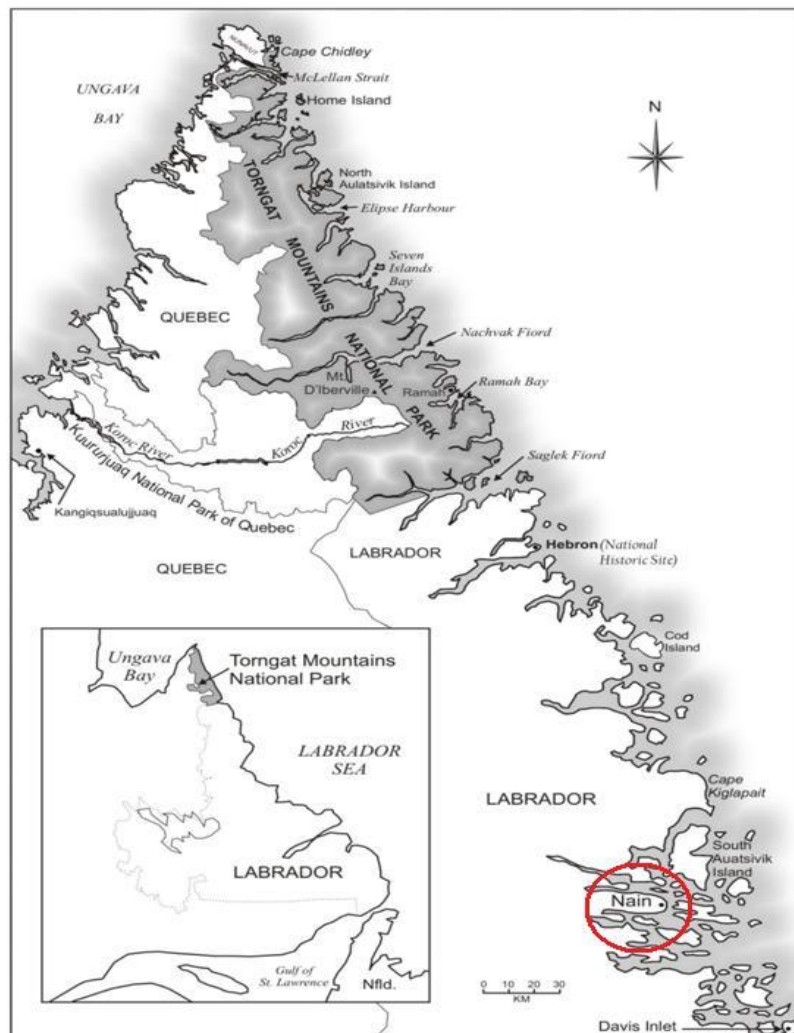 NUNAVUT
Cape Chidley
McLellan Strait
UNGAVA
BAY
Home Island
N
North
Aulatsivik Island
Elipse Harbour
TORNGAT
MOUNTAINS
NATIONAL
PARK
Seven
Islands
Bay
QUEBEC
Nachvak Fiord
Mt.
D'Iberville
Ramah
Ramah Bay
Koroc River
Koroc River
Saglek Fiord
Kuururjuaq National Park of Quebec
Kangiqsualujjuaq
LABRADOR
Hebron (National
Historic Site)
QUEBEC
Cod
Island
Ungava
Bay
Torngat Mountains
National Park
LABRADOR
SEA
LABRADOR
Gulf of
St. Lawrence
Nfld.
LABRADOR
Cape
Kiglapait
South
Auatsivik
Island
Nain
0 10 20 30
KM
Davis Inlet